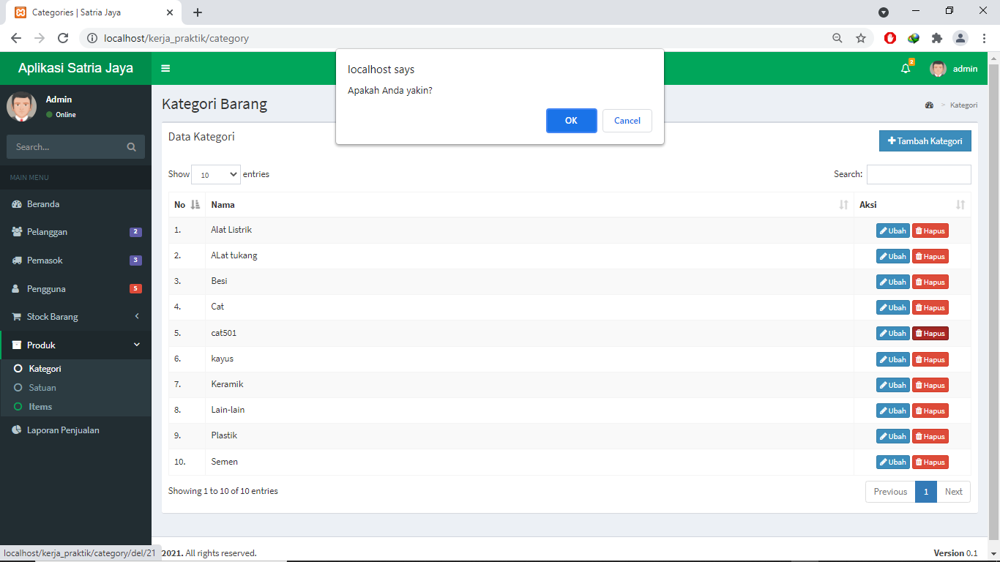 Categories | Satria Jaya
localhost/kerja_praktik/category
Aplikasi Satria Jaya
2
admin
localhost says
Apakah Anda yakin?
OK Cancel
Admin
Online
Search...
MAIN MENU
Beranda
Pelanggan 2
Pemasok 3
Pengguna 5
Stock Barang
Produk
Kategori
Satuan
Items
Laporan Penjualan
Kategori Barang
> Kategori
Data Kategori
Tambah Kategori
Show 10 entries
Search:
No Nama Aksi
1. Alat Listrik Ubah Hapus
2. ALat tukang Ubah Hapus
3. Besi Ubah Hapus
4. Cat Ubah Hapus
5. cat501 Ubah Hapus
6. kayus Ubah Hapus
7. Keramik Ubah Hapus
8. Lain-lain Ubah Hapus
9. Plastik Ubah Hapus
10. Semen Ubah Hapus
Showing 1 to 10 of 10 entries
Previous 1 Next
localhost/kerja_praktik/category/del/21
2021. All rights reserved.
Version 0.1